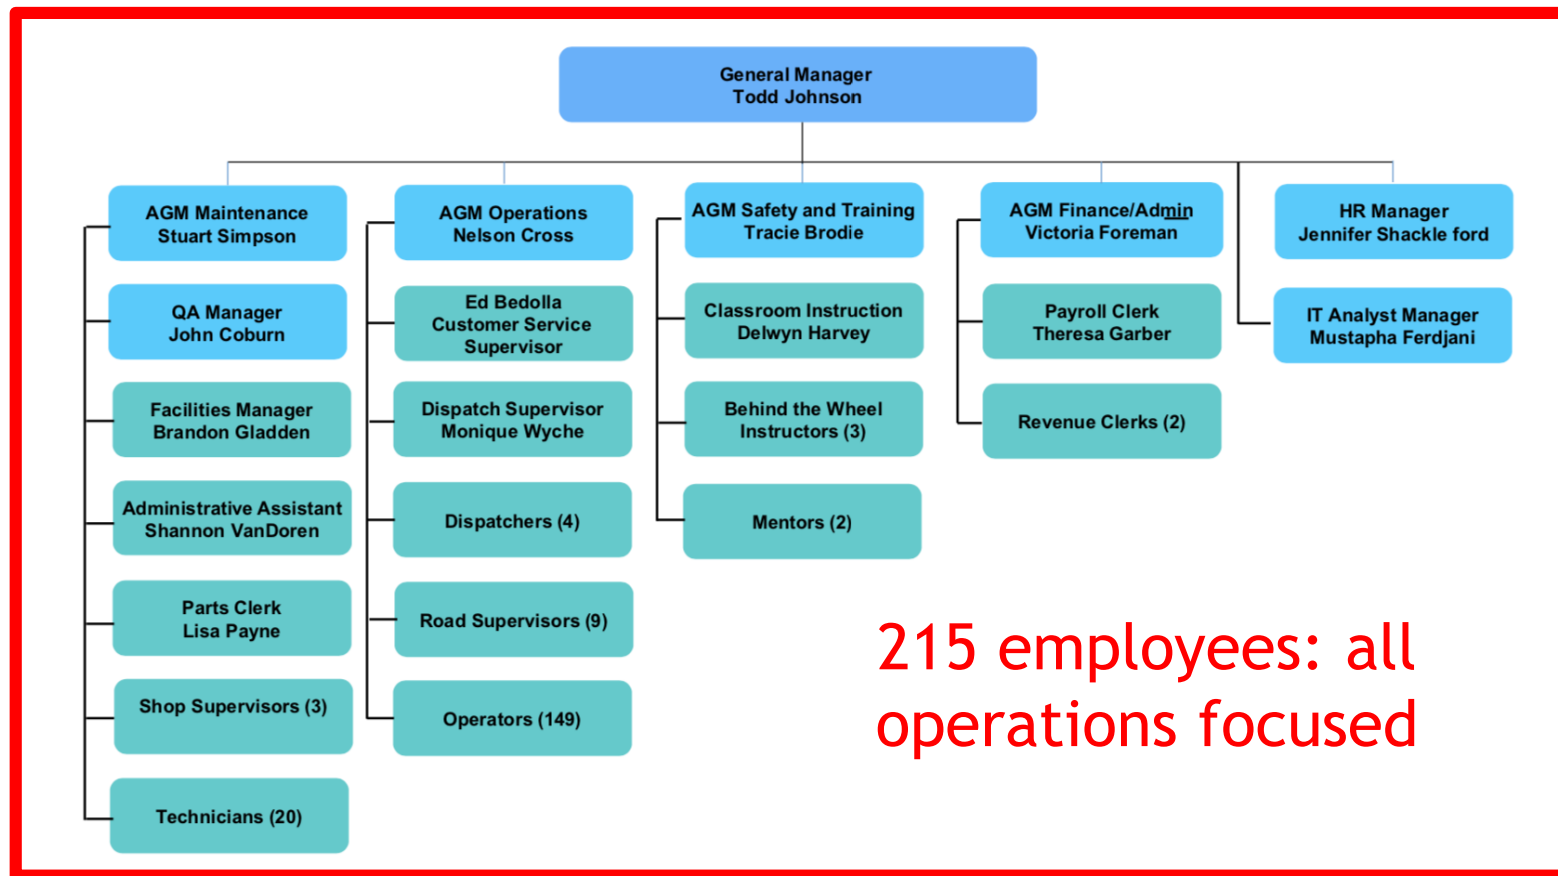 General Manager
Todd Johnson
AGM Maintenance
Stuart Simpson
QA Manager
John Coburn
Facilities Manager
Brandon Gladden
Administrative Assistant
Shannon VanDoren
Parts Clerk
Lisa Payne
Shop Supervisors (3)
Technicians (20)
AGM Operations
Nelson Cross
Ed Bedolla
Customer Service
Supervisor
Dispatch Supervisor
Monique Wyche
Dispatchers (4)
Road Supervisors (9)
Operators (149)
AGM Safety and Training
Tracie Brodie
Classroom Instruction
Delwyn Harvey
Behind the Wheel
Instructors (3)
Mentors (2)
AGM Finance/Admin
Victoria Foreman
Payroll Clerk
Theresa Garber
Revenue Clerks (2)
HR Manager
Jennifer Shackle ford
IT Analyst Manager
Mustapha Ferdjani
215 employees: all
operations focused